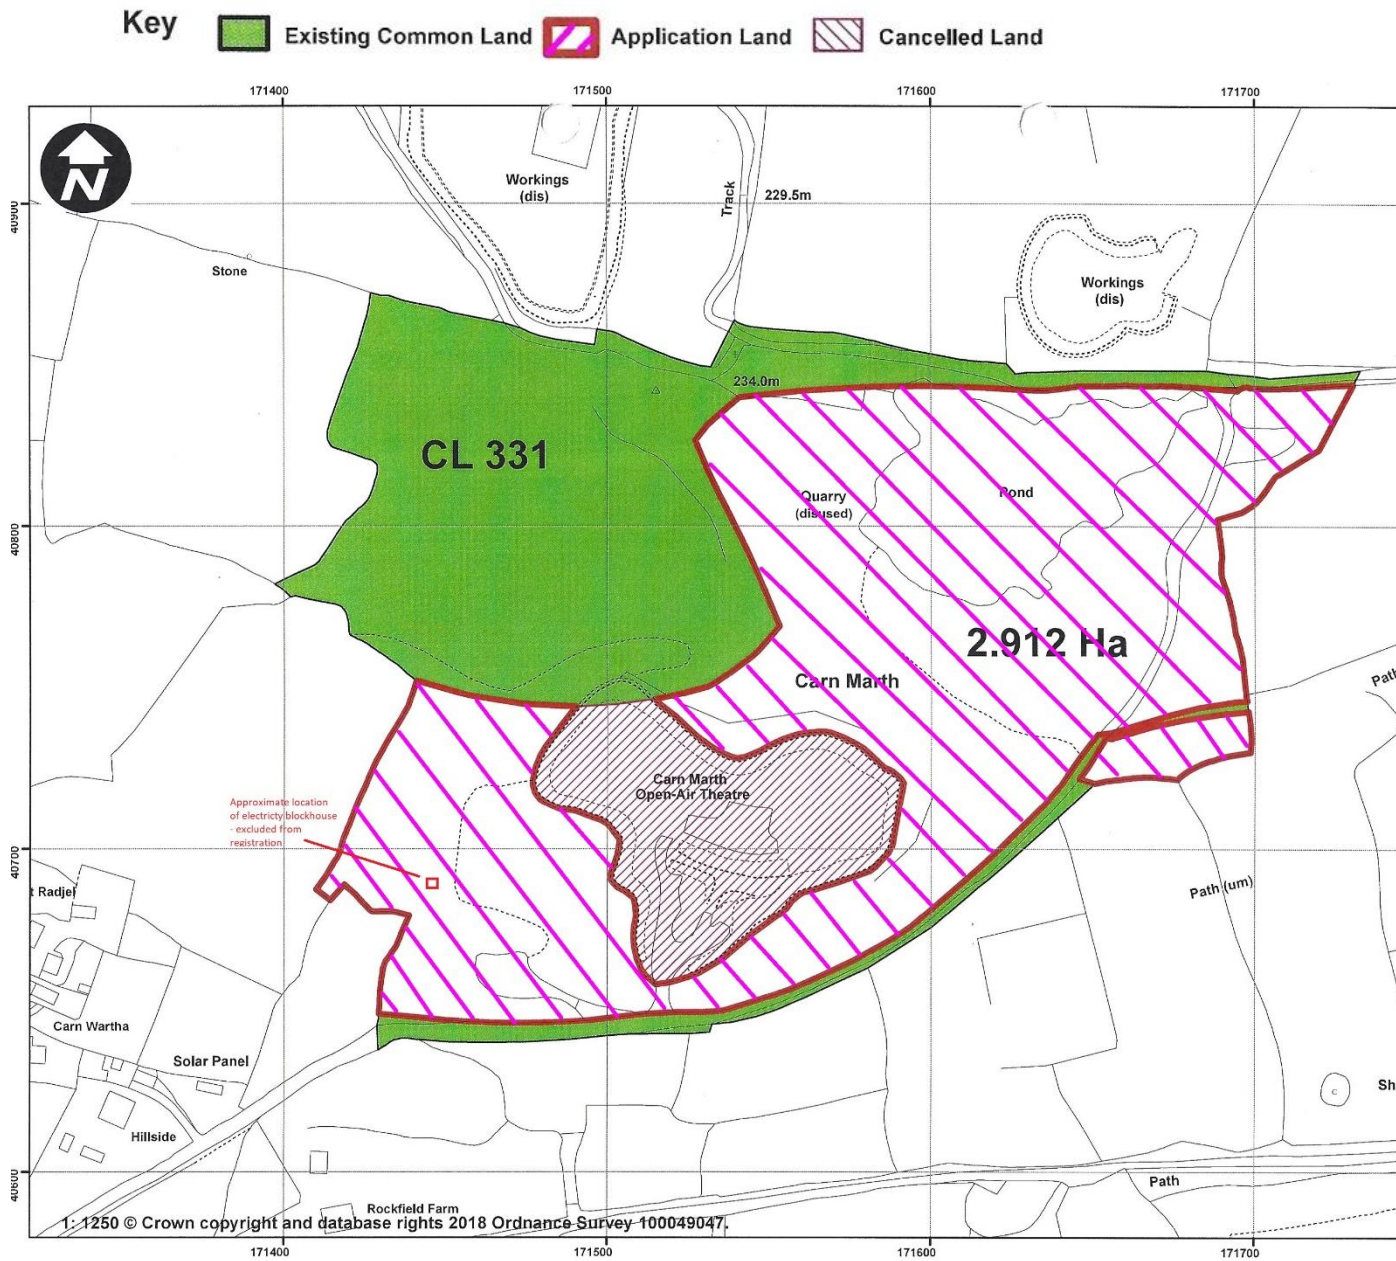 Key
Existing Common Land
Application Land
Cancelled Land
171400
171500
171600
171700
N
Workings
(dis)
Track
229.5m
40900
Stone
Workings
(dis)
234.0m
CL 331
Quarry
(disused)
Pond
40800
2.912 Ha
Carn Marth
Path
Carn Marth
Open-Air Theatre
Approximate location
of electricty blockhouse
- excluded from
registration
40700
t Radjel
Path (um)
Carn Wartha
Solar Panel
Sh
C
Hillside
40600
Path
Rockfield Farm
1: 1250 © Crown copyright and database rights 2018 Ordnance Survey 100049047.
171400
171500
171600
171700